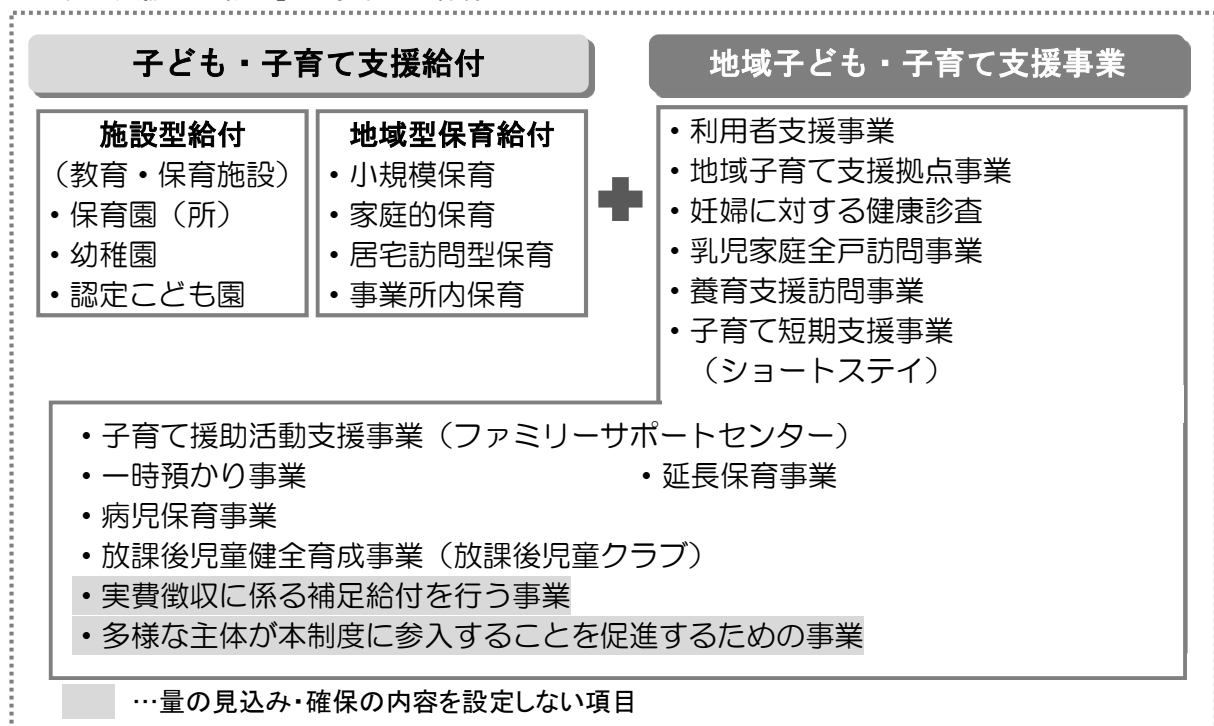 子ども・子育て支援給付
施設型給付
（教育・保育施設）
・保育園（所）
・幼稚園
・認定こども園
地域型保育給付
・小規模保育
・家庭的保育
・居宅訪問型保育
・事業所内保育
地域子ども・子育て支援事業
・利用者支援事業
・地域子育て支援拠点事業
・妊婦に対する健康診査
・乳児家庭全戸訪問事業
・養育支援訪問事業
・子育て短期支援事業
（ショートステイ）
・子育て援助活動支援事業（ファミリーサポートセンター）
・一時預かり事業 ・延長保育事業
・病児保育事業
・放課後児童健全育成事業（放課後児童クラブ）
・実費徴収に係る補足給付を行う事業
・多様な主体が本制度に参入することを促進するための事業
…量の見込み・確保の内容を設定しない項目